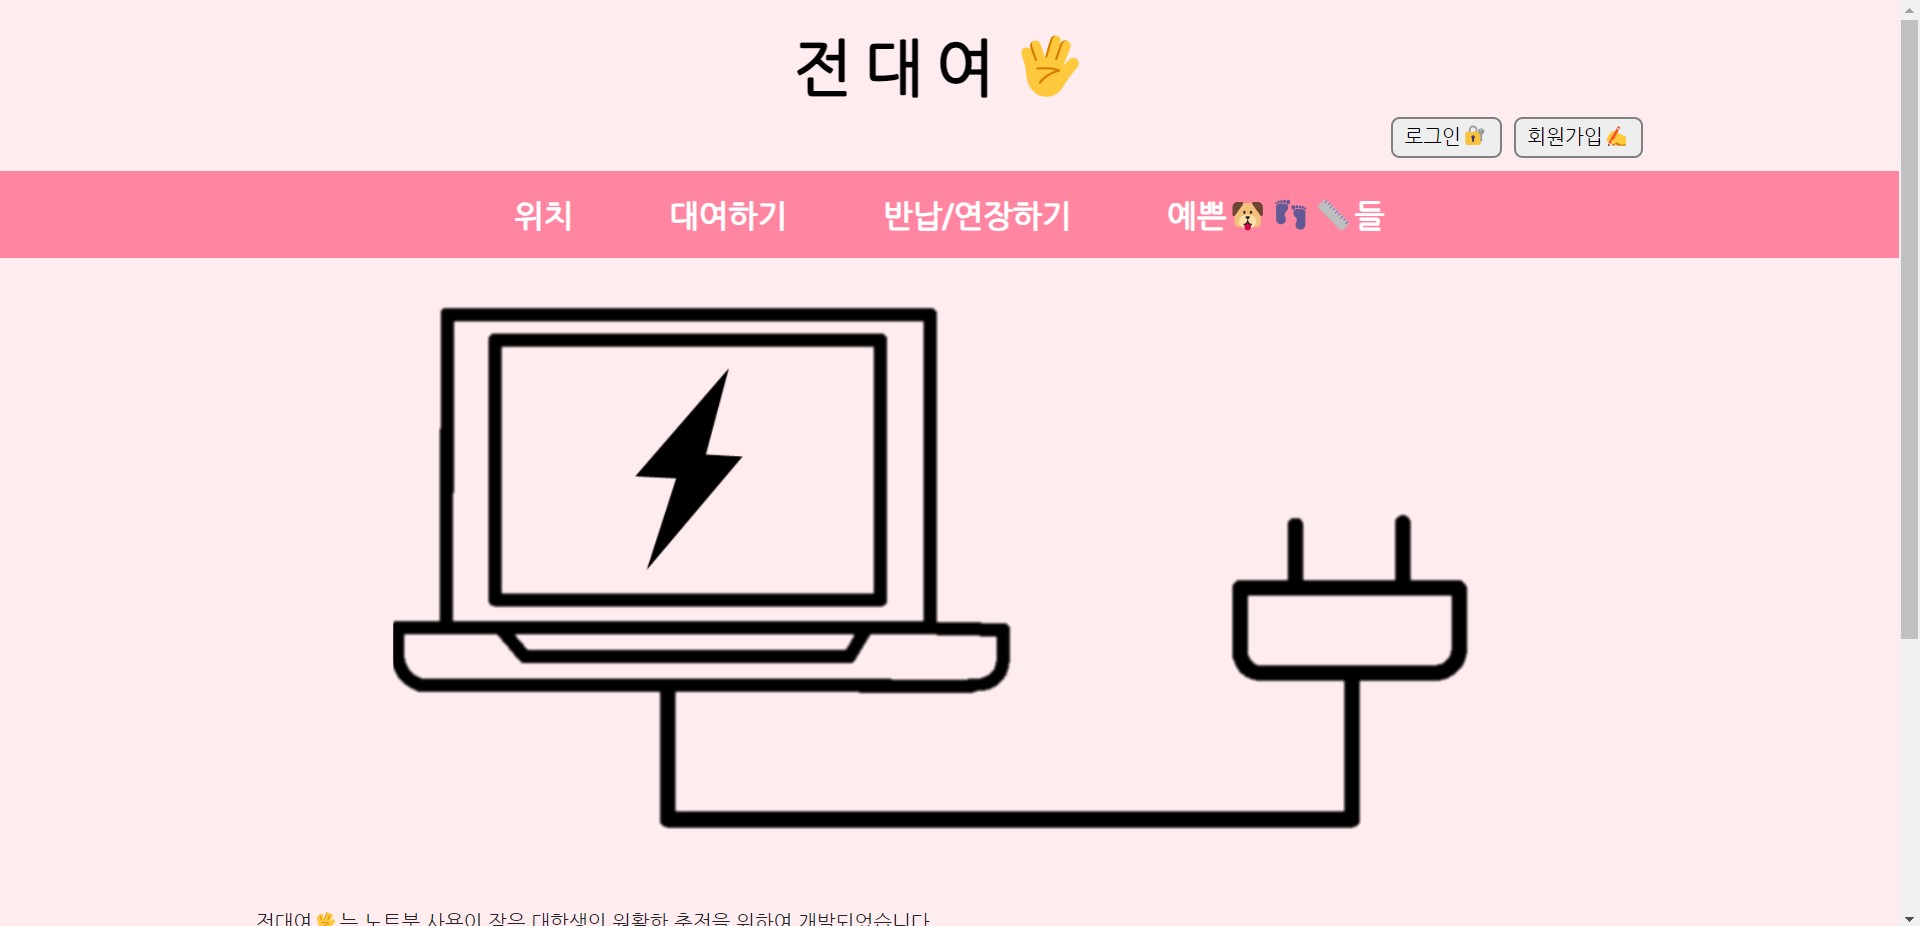 전대여🖐
로그인🔐 회원가입✍
위치 대여하기 반납/연장하기 예쁜🐶👣📏들
전대여🖐는 노트북 사용이 잦은 대학생의 원활한 충전을 위하여 개발되었습니다